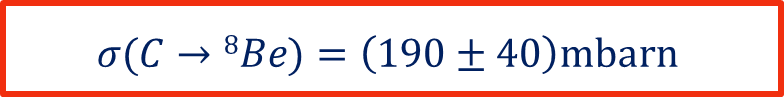 σ(C → ⁸Be) = (190 ± 40)mbarn